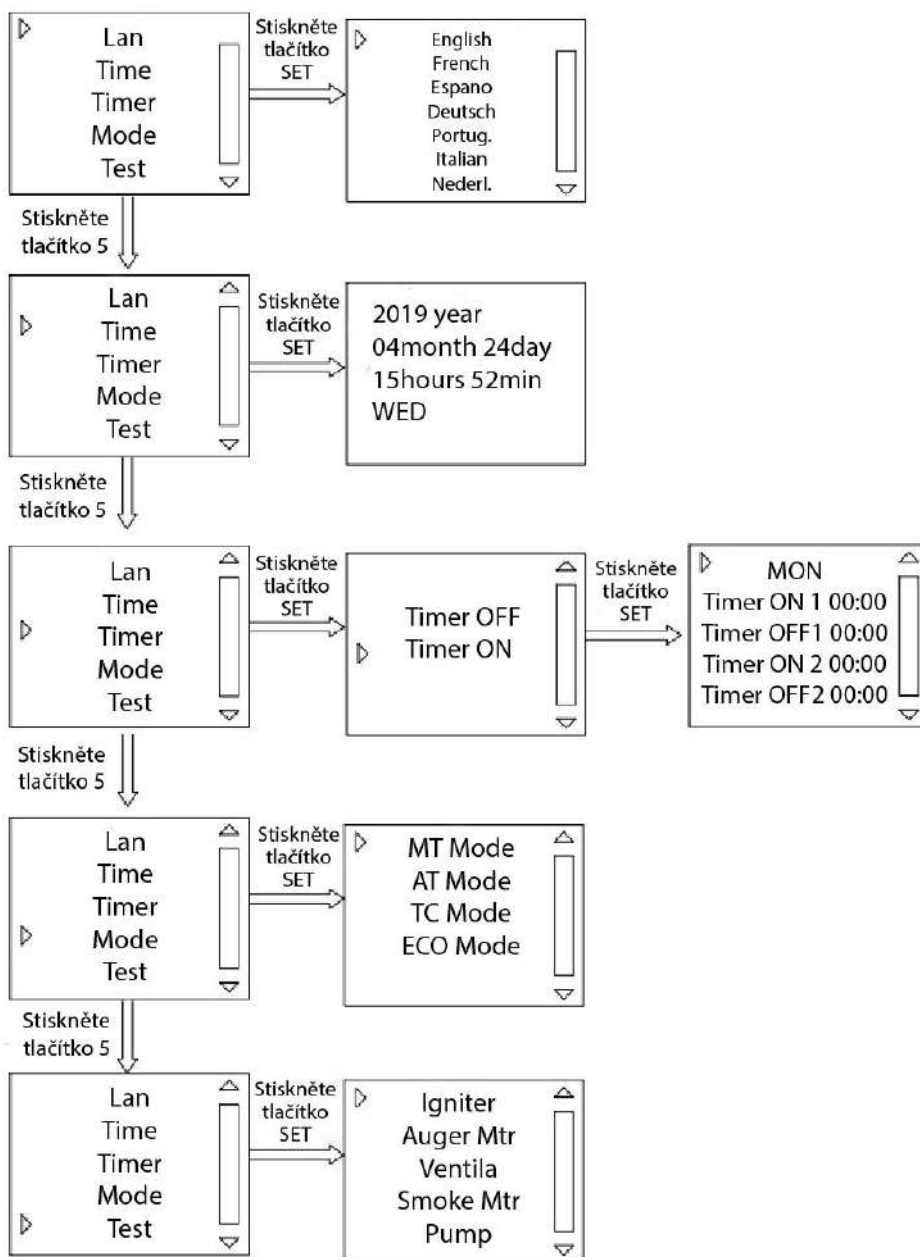 Lan
Time
Timer
Mode
Test
Stiskněte
tlačítko
SET
English
French
Espano
Deutsch
Portug.
Italian
Nederl.
Stiskněte
tlačítko 5
Lan
Time
Timer
Mode
Test
Stiskněte
tlačítko
SET
2019 year
04month 24day
15hours 52min
WED
Stiskněte
tlačítko 5
Lan
Time
Timer
Mode
Test
Stiskněte
tlačítko
SET
Timer OFF
Timer ON
Stiskněte
tlačítko
SET
MON
Timer ON 1 00:00
Timer OFF1 00:00
Timer ON 2 00:00
Timer OFF2 00:00
Stiskněte
tlačítko 5
Lan
Time
Timer
Mode
Test
Stiskněte
tlačítko
SET
MT Mode
AT Mode
TC Mode
ECO Mode
Stiskněte
tlačítko 5
Lan
Time
Timer
Mode
Test
Stiskněte
tlačítko
SET
Igniter
Auger Mtr
Ventila
Smoke Mtr
Pump